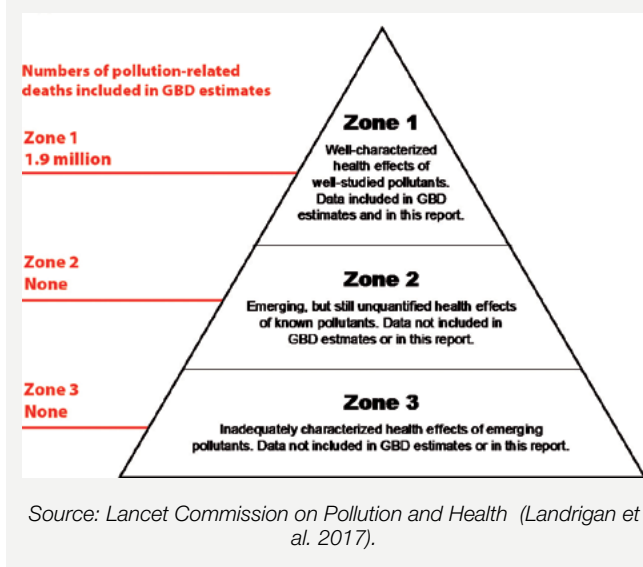 Numbers of pollution-related
deaths included in GBD estimates
Zone 1
1.9 million
Zone 1
Well-characterized
health effects of
well-studied pollutants.
Data included in GBD
estimates and in this report.
Zone 2
None
Zone 2
Emerging, but still unquantified health effects
of known pollutants. Data not included in
GBD estmates or in this report.
Zone 3
None
Zone 3
Inadequately characterized health effects of emerging
pollutants. Data not included in GBD estimates or in this report.
Source: Lancet Commission on Pollution and Health (Landrigan et
al. 2017).